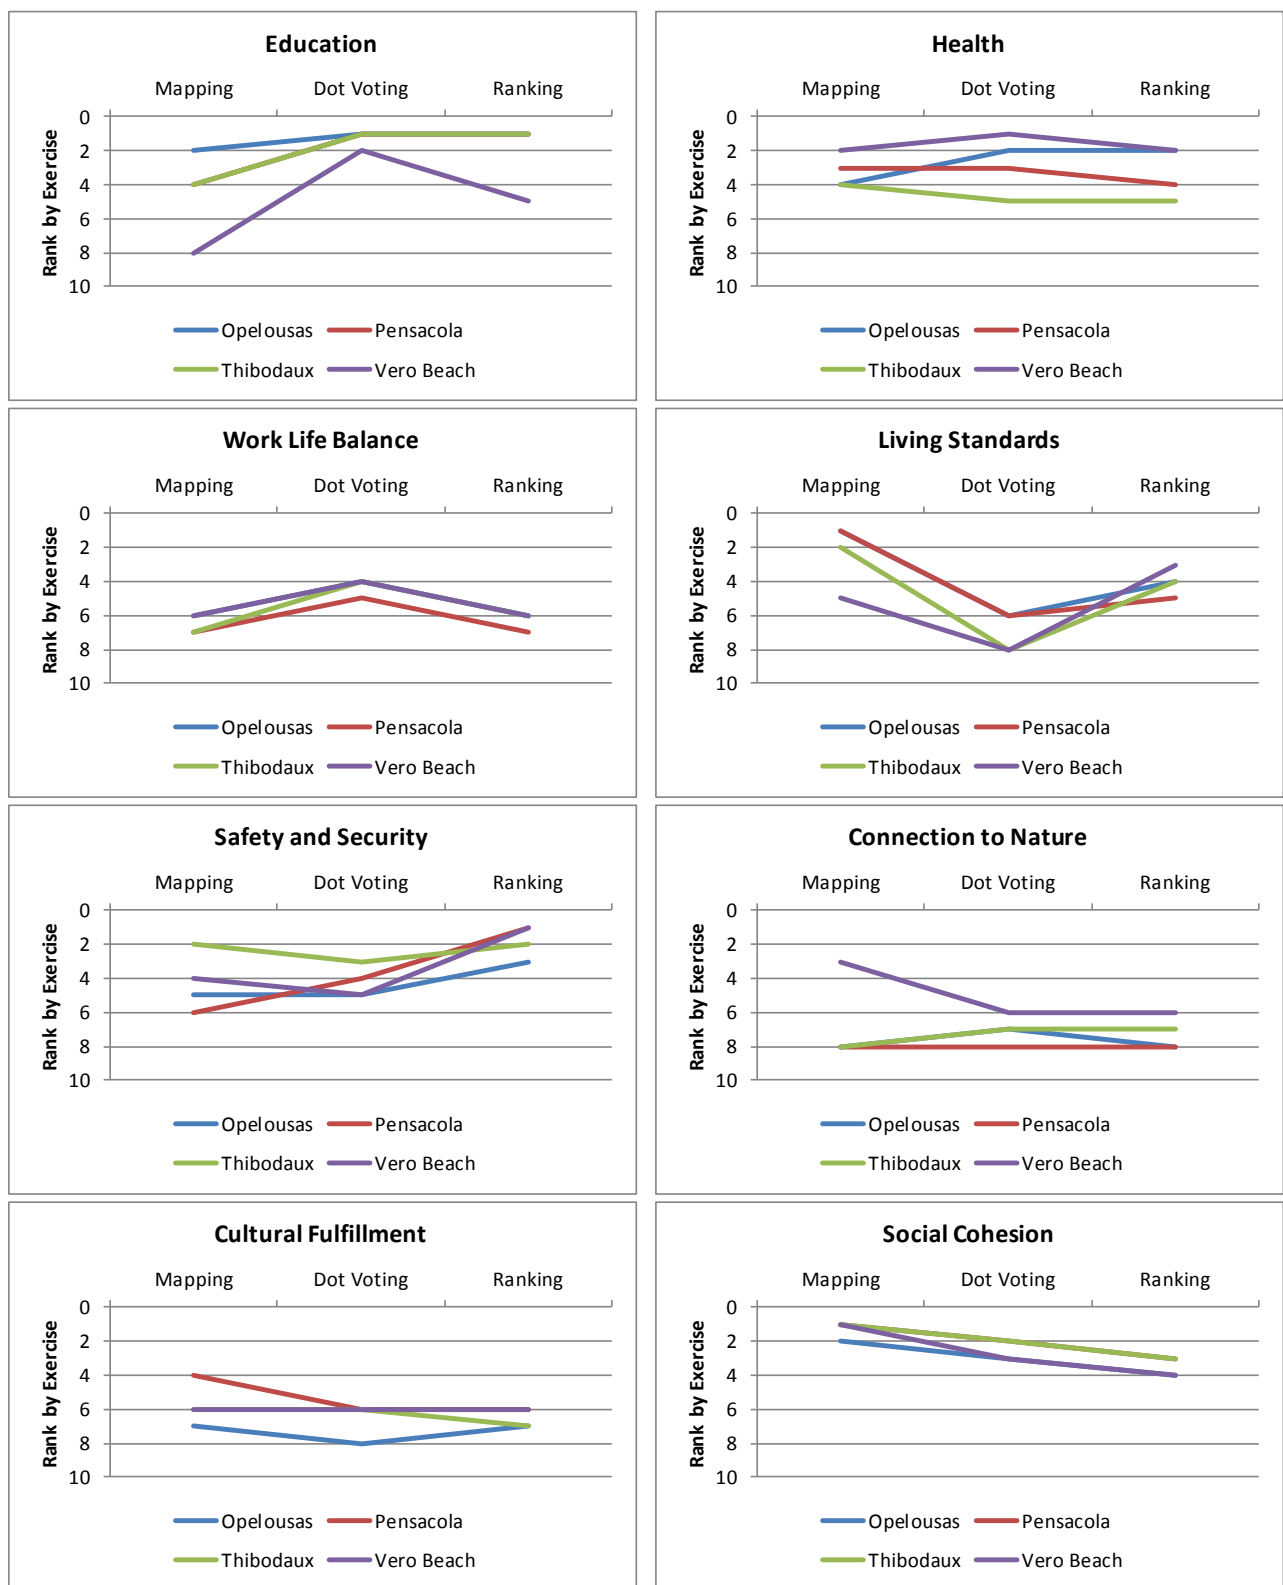 Education
Mapping Dot Voting Ranking
Rank by Exercise
0
2
4
6
8
10
Opelousas Pensacola
Thibodaux Vero Beach
Health
Mapping Dot Voting Ranking
Rank by Exercise
0
2
4
6
8
10
Opelousas Pensacola
Thibodaux Vero Beach
Work Life Balance
Mapping Dot Voting Ranking
Rank by Exercise
0
2
4
6
8
10
Opelousas Pensacola
Thibodaux Vero Beach
Living Standards
Mapping Dot Voting Ranking
Rank by Exercise
0
2
4
6
8
10
Opelousas Pensacola
Thibodaux Vero Beach
Safety and Security
Mapping Dot Voting Ranking
Rank by Exercise
0
2
4
6
8
10
Opelousas Pensacola
Thibodaux Vero Beach
Connection to Nature
Mapping Dot Voting Ranking
Rank by Exercise
0
2
4
6
8
10
Opelousas Pensacola
Thibodaux Vero Beach
Cultural Fulfillment
Mapping Dot Voting Ranking
Rank by Exercise
0
2
4
6
8
10
Opelousas Pensacola
Thibodaux Vero Beach
Social Cohesion
Mapping Dot Voting Ranking
Rank by Exercise
0
2
4
6
8
10
Opelousas Pensacola
Thibodaux Vero Beach